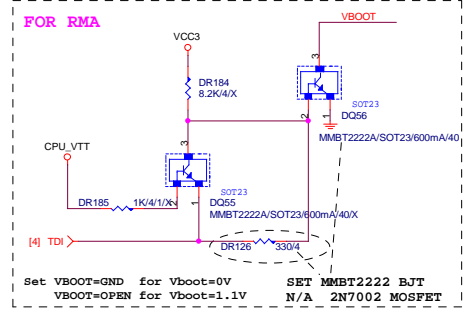 FOR RMA
VBOOT
VCC3
3
DR184
8.2K/4/X
SOT23
2
1
DQ56
MMBT2222A/SOT23/600mA/40
3
CPU_VTT
SOT23
DR185
1K/4/1/X
2
1
DQ55
MMBT2222A/SOT23/600mA/40/X
[4] TDI
DR126
330/4
Set VBOOT=GND for Vboot=0V
VBOOT=OPEN for Vboot=1.1V
SET MMBT2222 BJT
N/A 2N7002 MOSFET